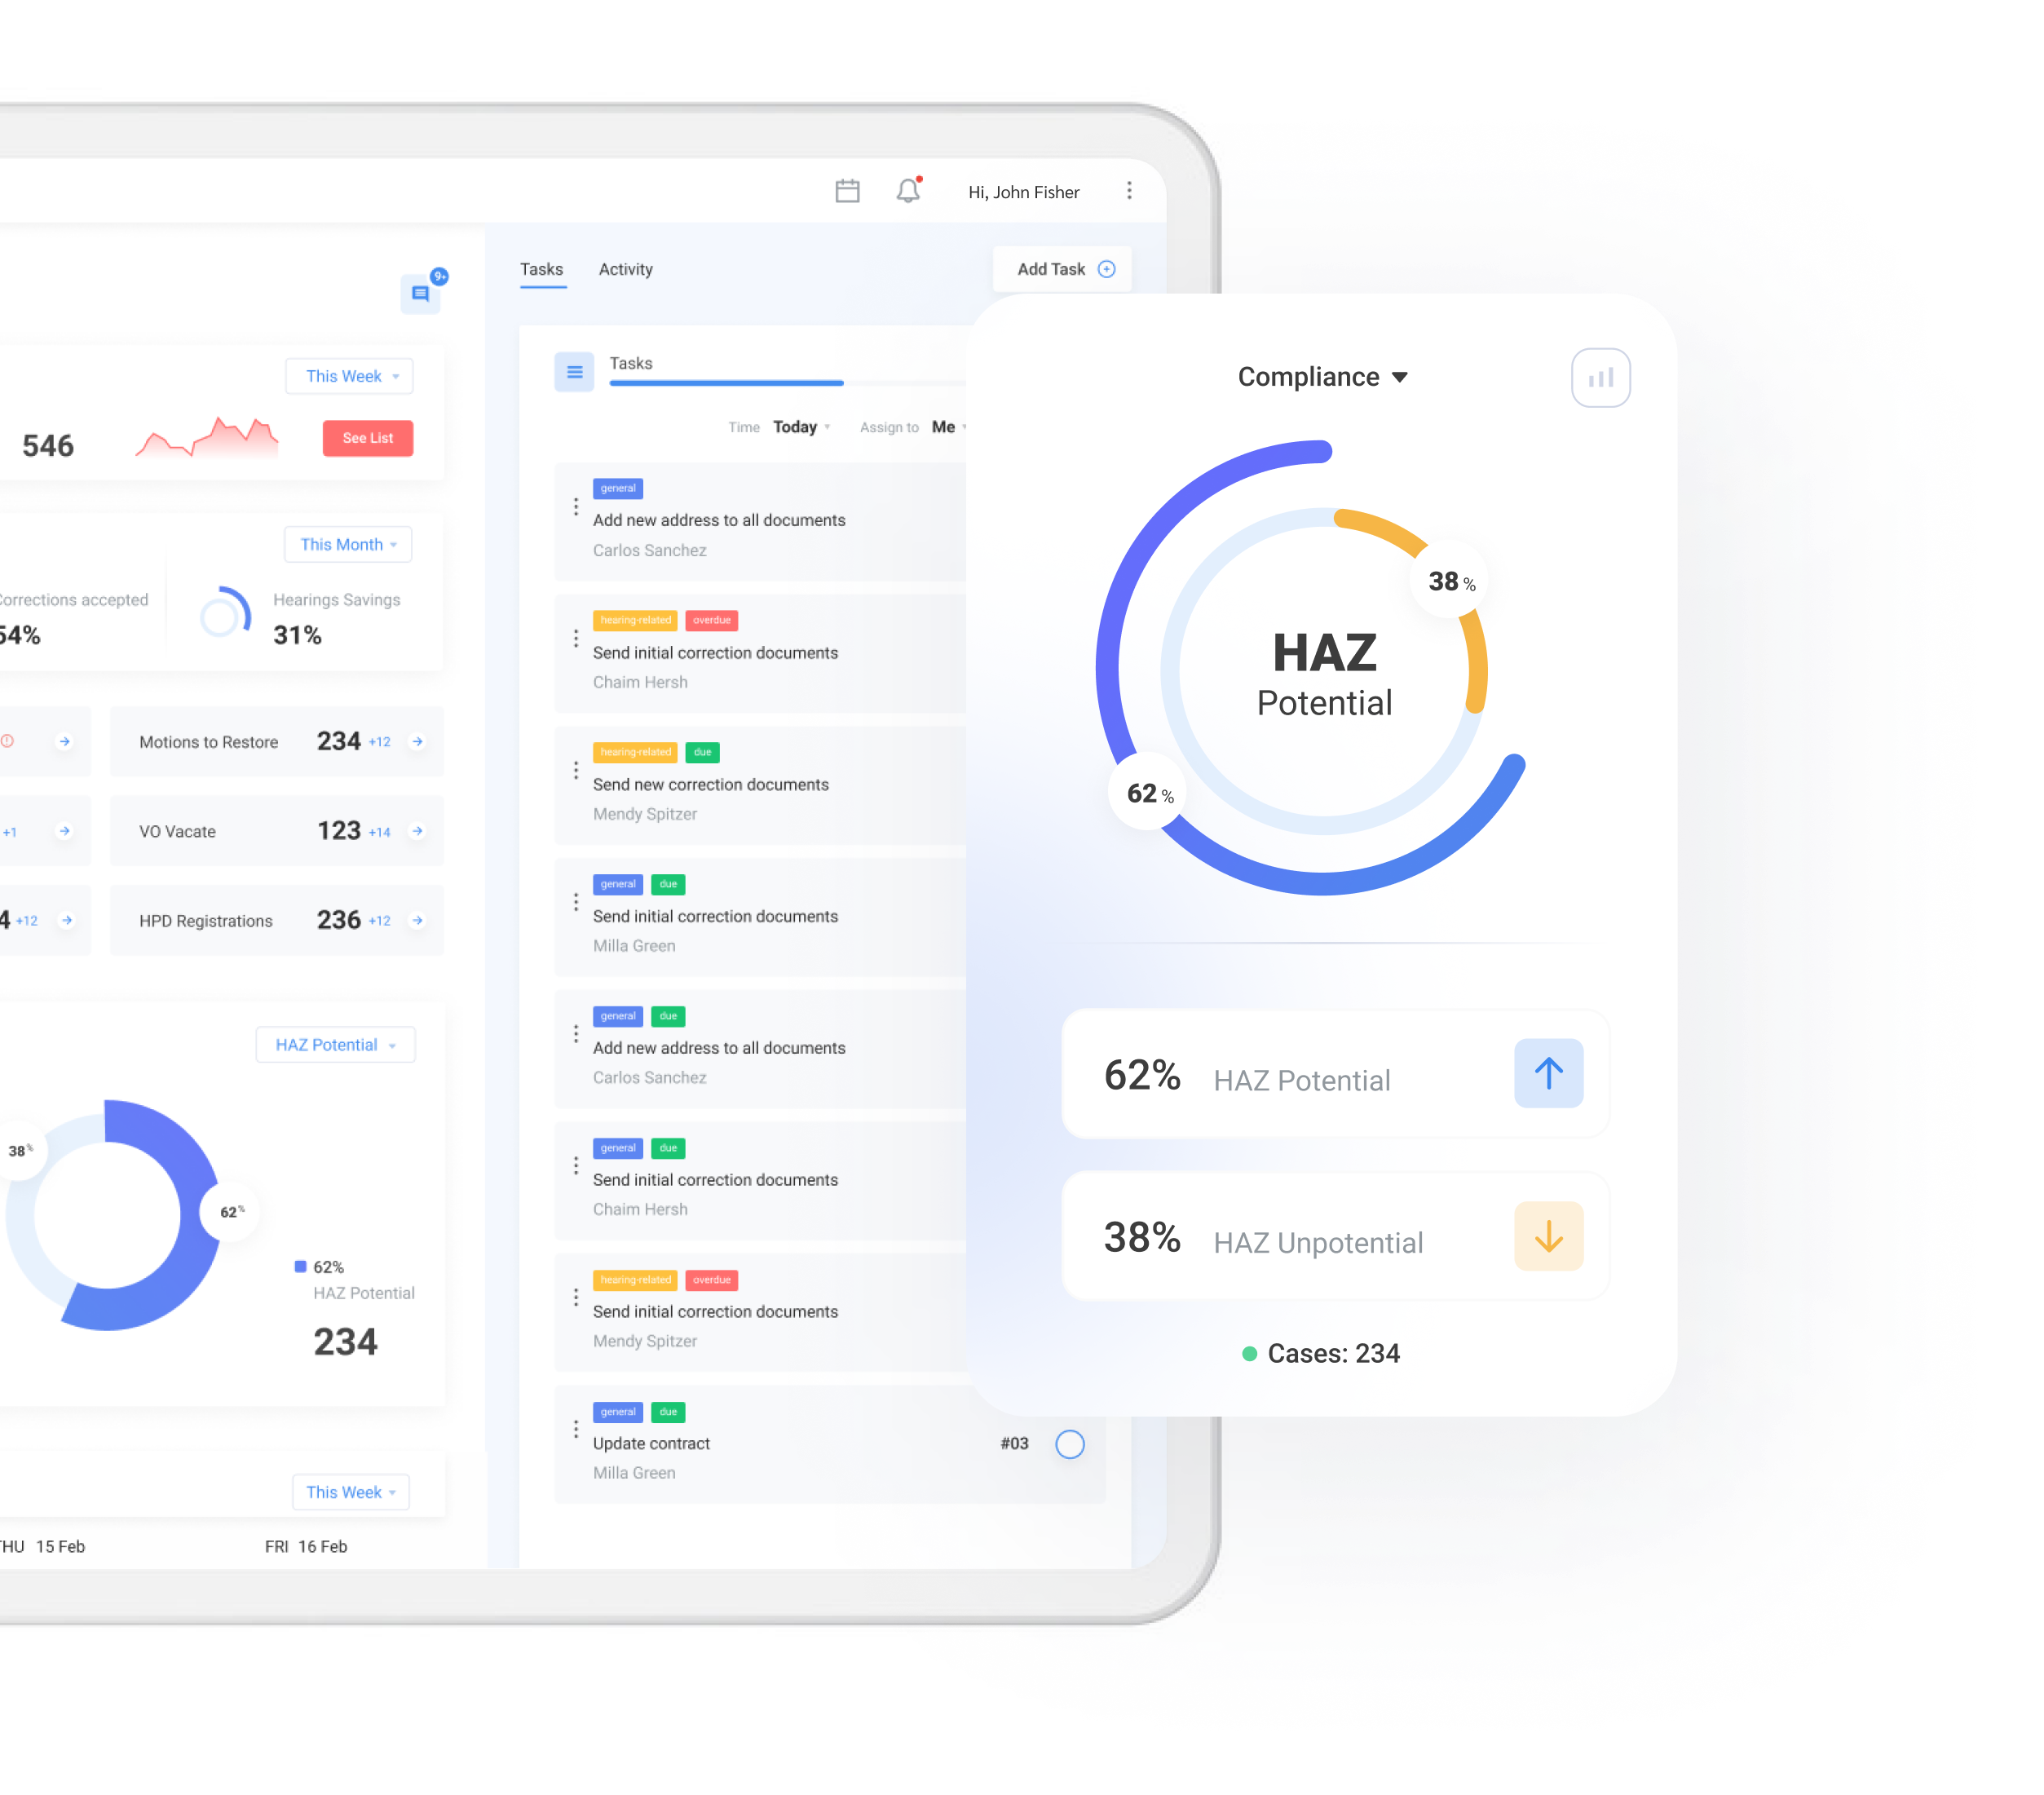 Hi, John Fisher
9+
This Week
546
See List
This Month
Corrections accepted
54%
Hearings Savings
31%
Motions to Restore 234 +12
+1
VO Vacate 123 +14
4 +12
HPD Registrations 236 +12
HAZ Potential
38%
62%
62%
HAZ Potential
234
This Week
THU 15 Feb
FRI 16 Feb
Tasks Activity
Add Task
Tasks
Time Today Assign to Me
general
Add new address to all documents
Carlos Sanchez
hearing-related overdue
Send initial correction documents
Chaim Hersh
hearing-related due
Send new correction documents
Mendy Spitzer
general due
Send initial correction documents
Milla Green
general due
Add new address to all documents
Carlos Sanchez
general due
Send initial correction documents
Chaim Hersh
hearing-related overdue
Send initial correction documents
Mendy Spitzer
general due
Update contract
Milla Green
#03
Compliance
38 %
HAZ
Potential
62 %
62% HAZ Potential
38% HAZ Unpotential
Cases: 234